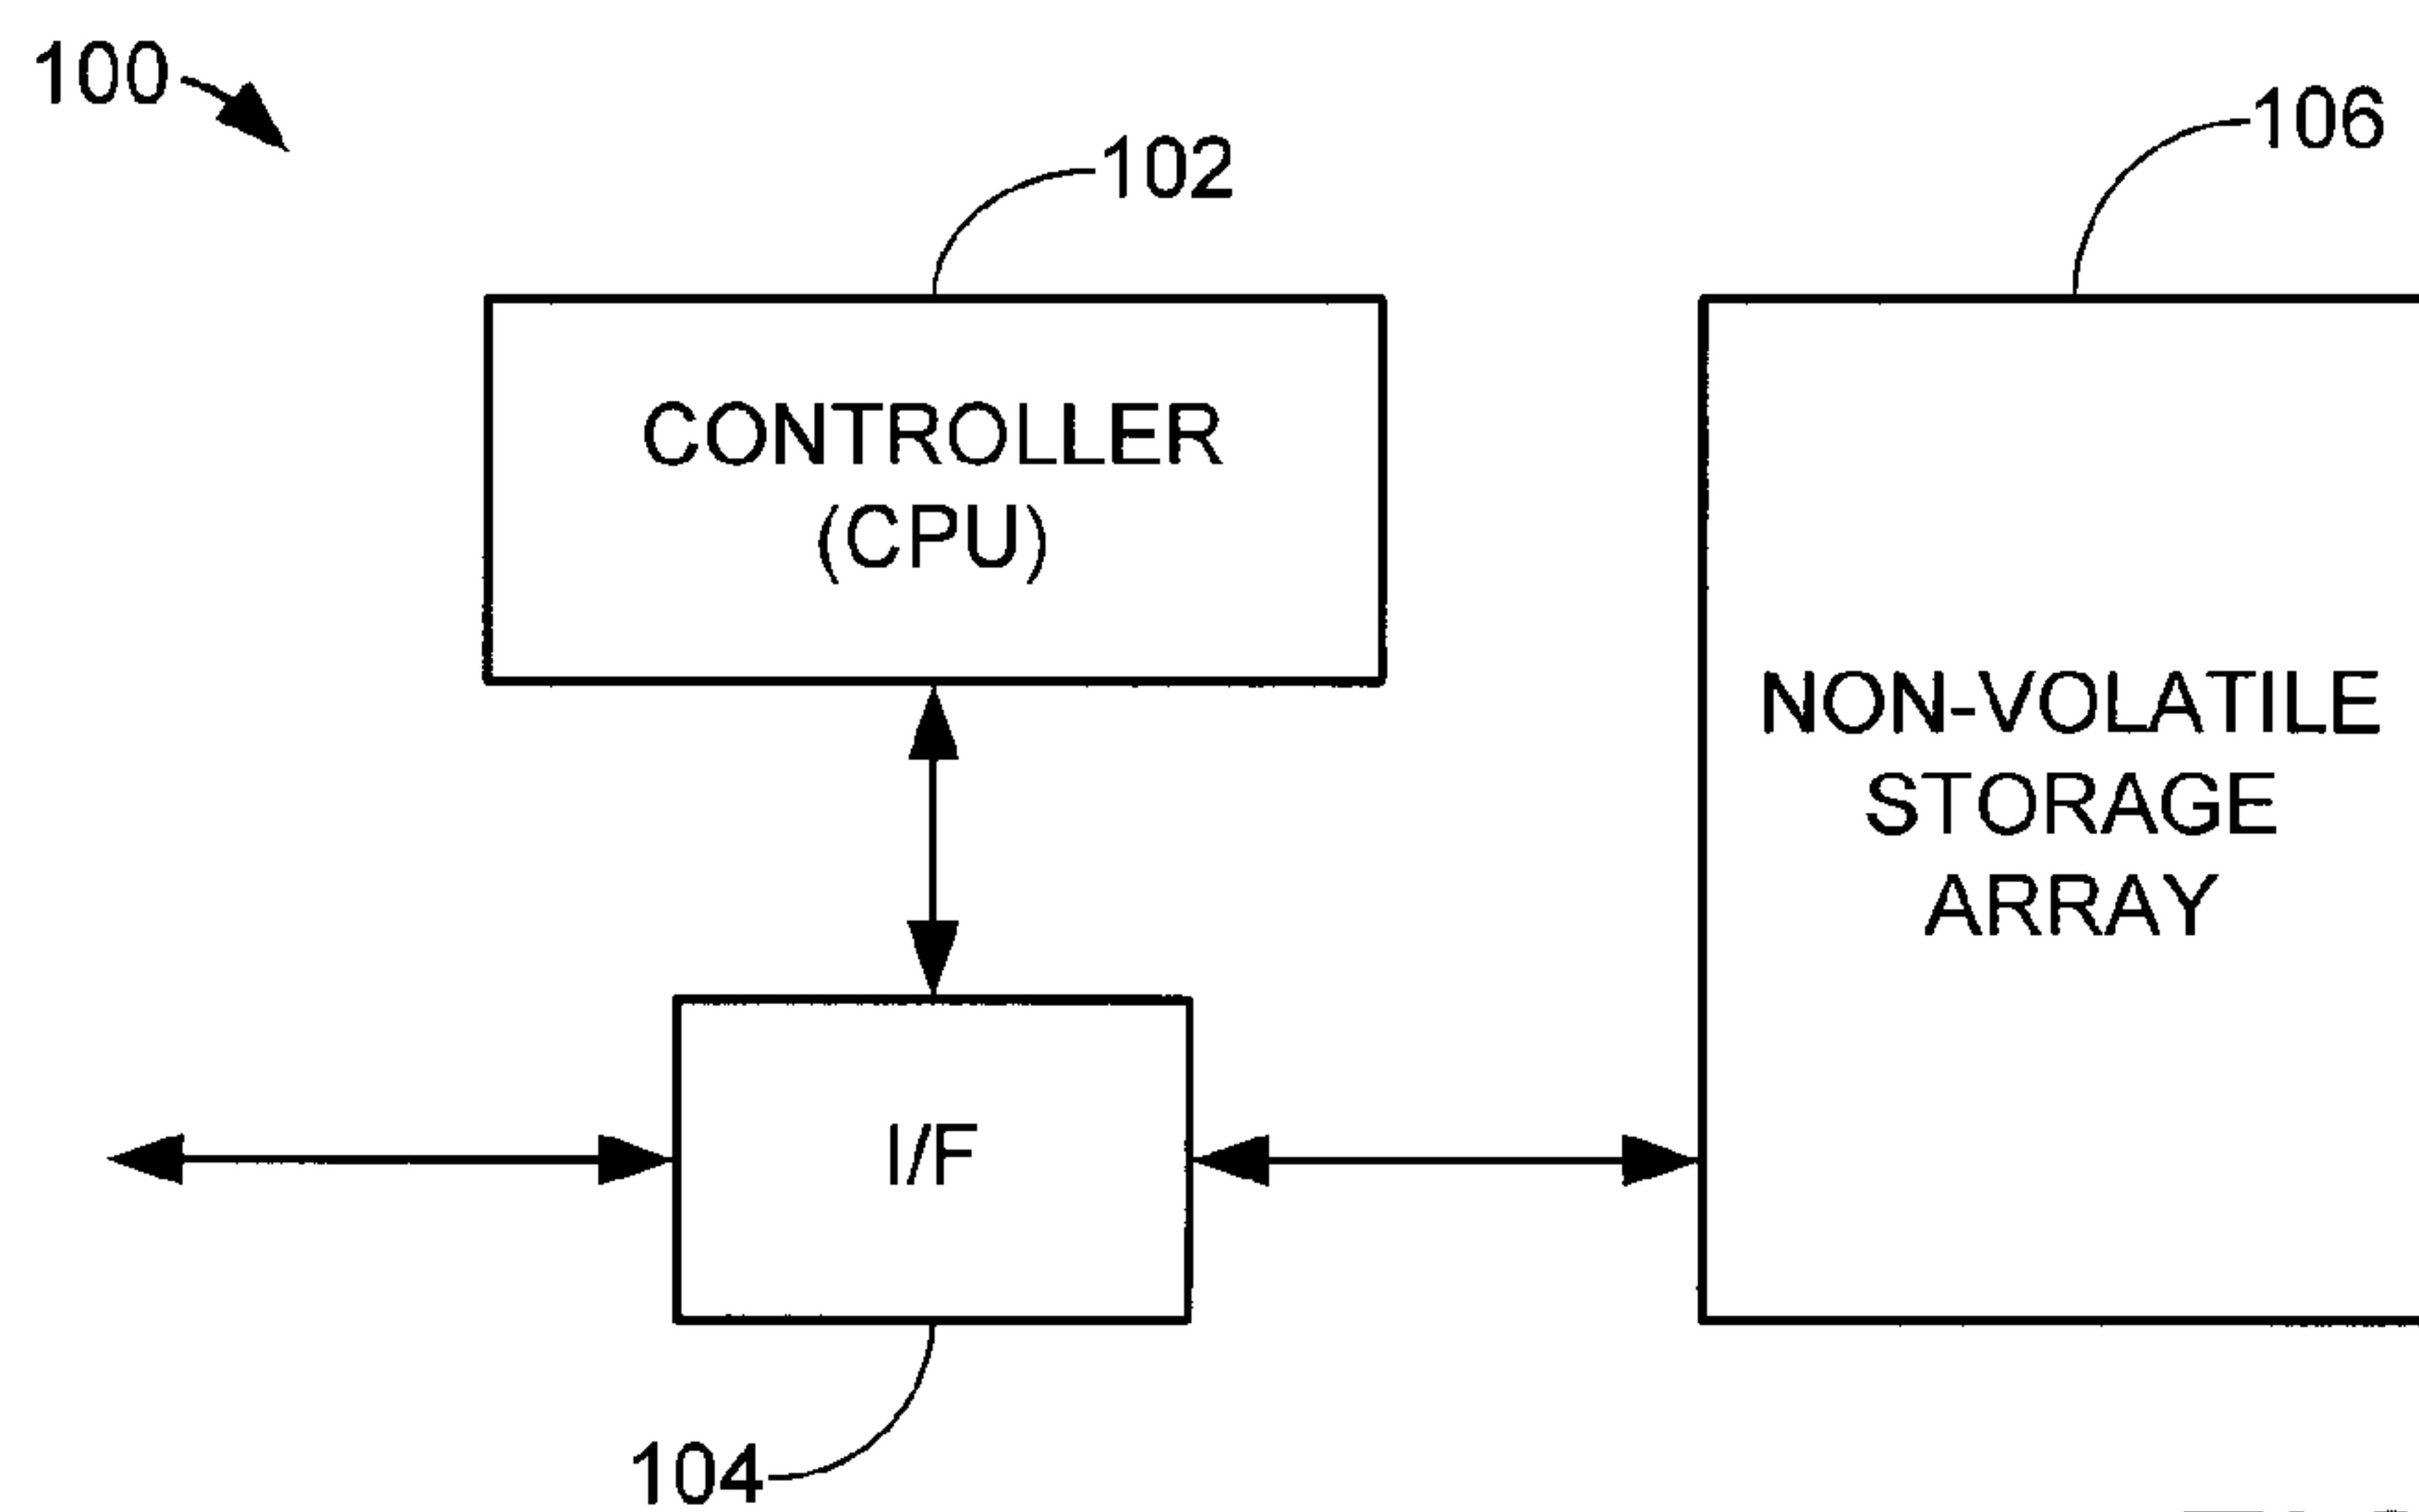 100
102
106
CONTROLLER
(CPU)
NON-VOLATILE
STORAGE
ARRAY
I/F
104